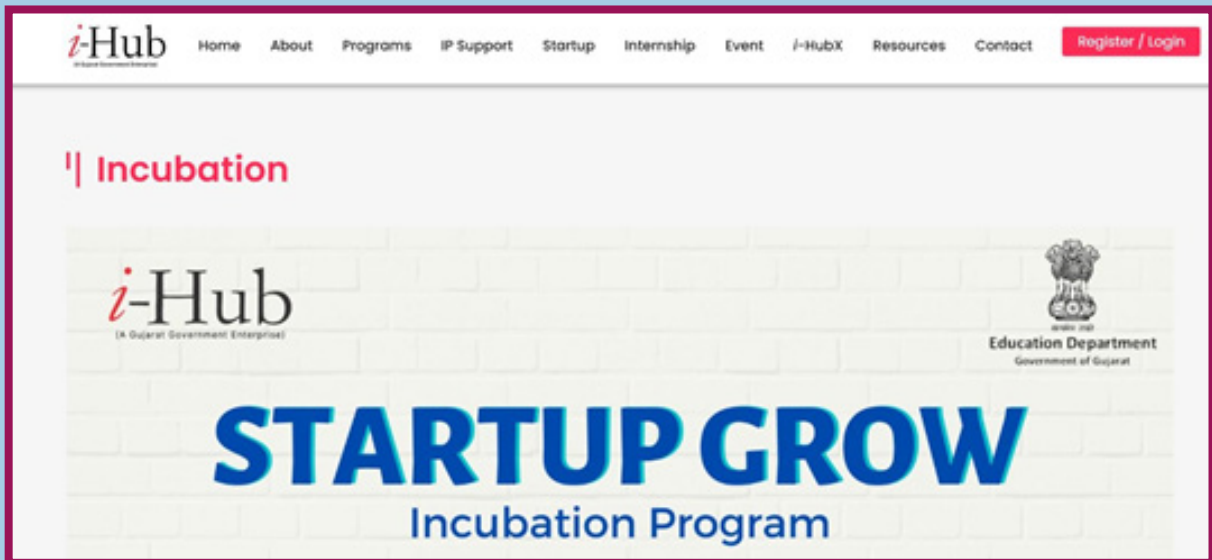 i-Hub
Home About Programs IP Support Startup Internship Event i-HubX Resources Contact Register / Login
Incubation
i-Hub
(A Gujarat Government Enterprise)
Education Department
Government of Gujarat
STARTUP GROW
Incubation Program